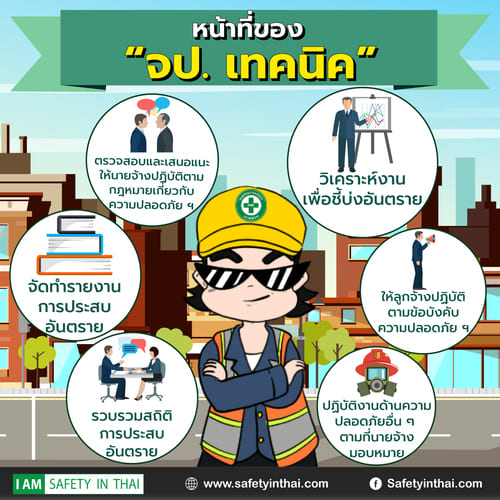 หน้าที่ของ
“จป. เทคนิค”
ตรวจสอบและเสนอแนะ
ให้นายจ้างปฏิบัติตาม
กฎหมายเกี่ยวกับ
ความปลอดภัย ฯ
วิเคราะห์งาน
เพื่อชี้บ่งอันตราย
จัดทำรายงาน
การประสบ
อันตราย
ให้ลูกจ้างปฏิบัติ
ตามข้อบังคับ
ความปลอดภัย ฯ
รวบรวมสถิติ
การประสบ
อันตราย
ปฏิบัติงานด้านความ
ปลอดภัยอื่น ๆ
ตามที่นายจ้าง
มอบหมาย
I AM SAFETY IN THAI
www.safetyinthai.com
Safetyinthai.com